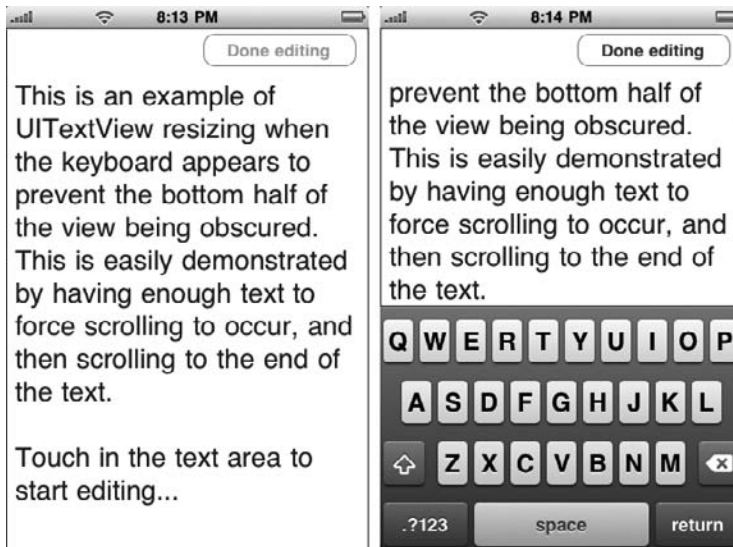 8:13 PM
Done editing
This is an example of
UITextView resizing when
the keyboard appears to
prevent the bottom half of
the view being obscured.
This is easily demonstrated
by having enough text to
force scrolling to occur, and
then scrolling to the end of
the text.
Touch in the text area to
start editing...
8:14 PM
Done editing
prevent the bottom half of
the view being obscured.
This is easily demonstrated
by having enough text to
force scrolling to occur, and
then scrolling to the end of
the text.
Q W E R T Y U I O P
A S D F G H J K L
Z X C V B N M
.?123 space return